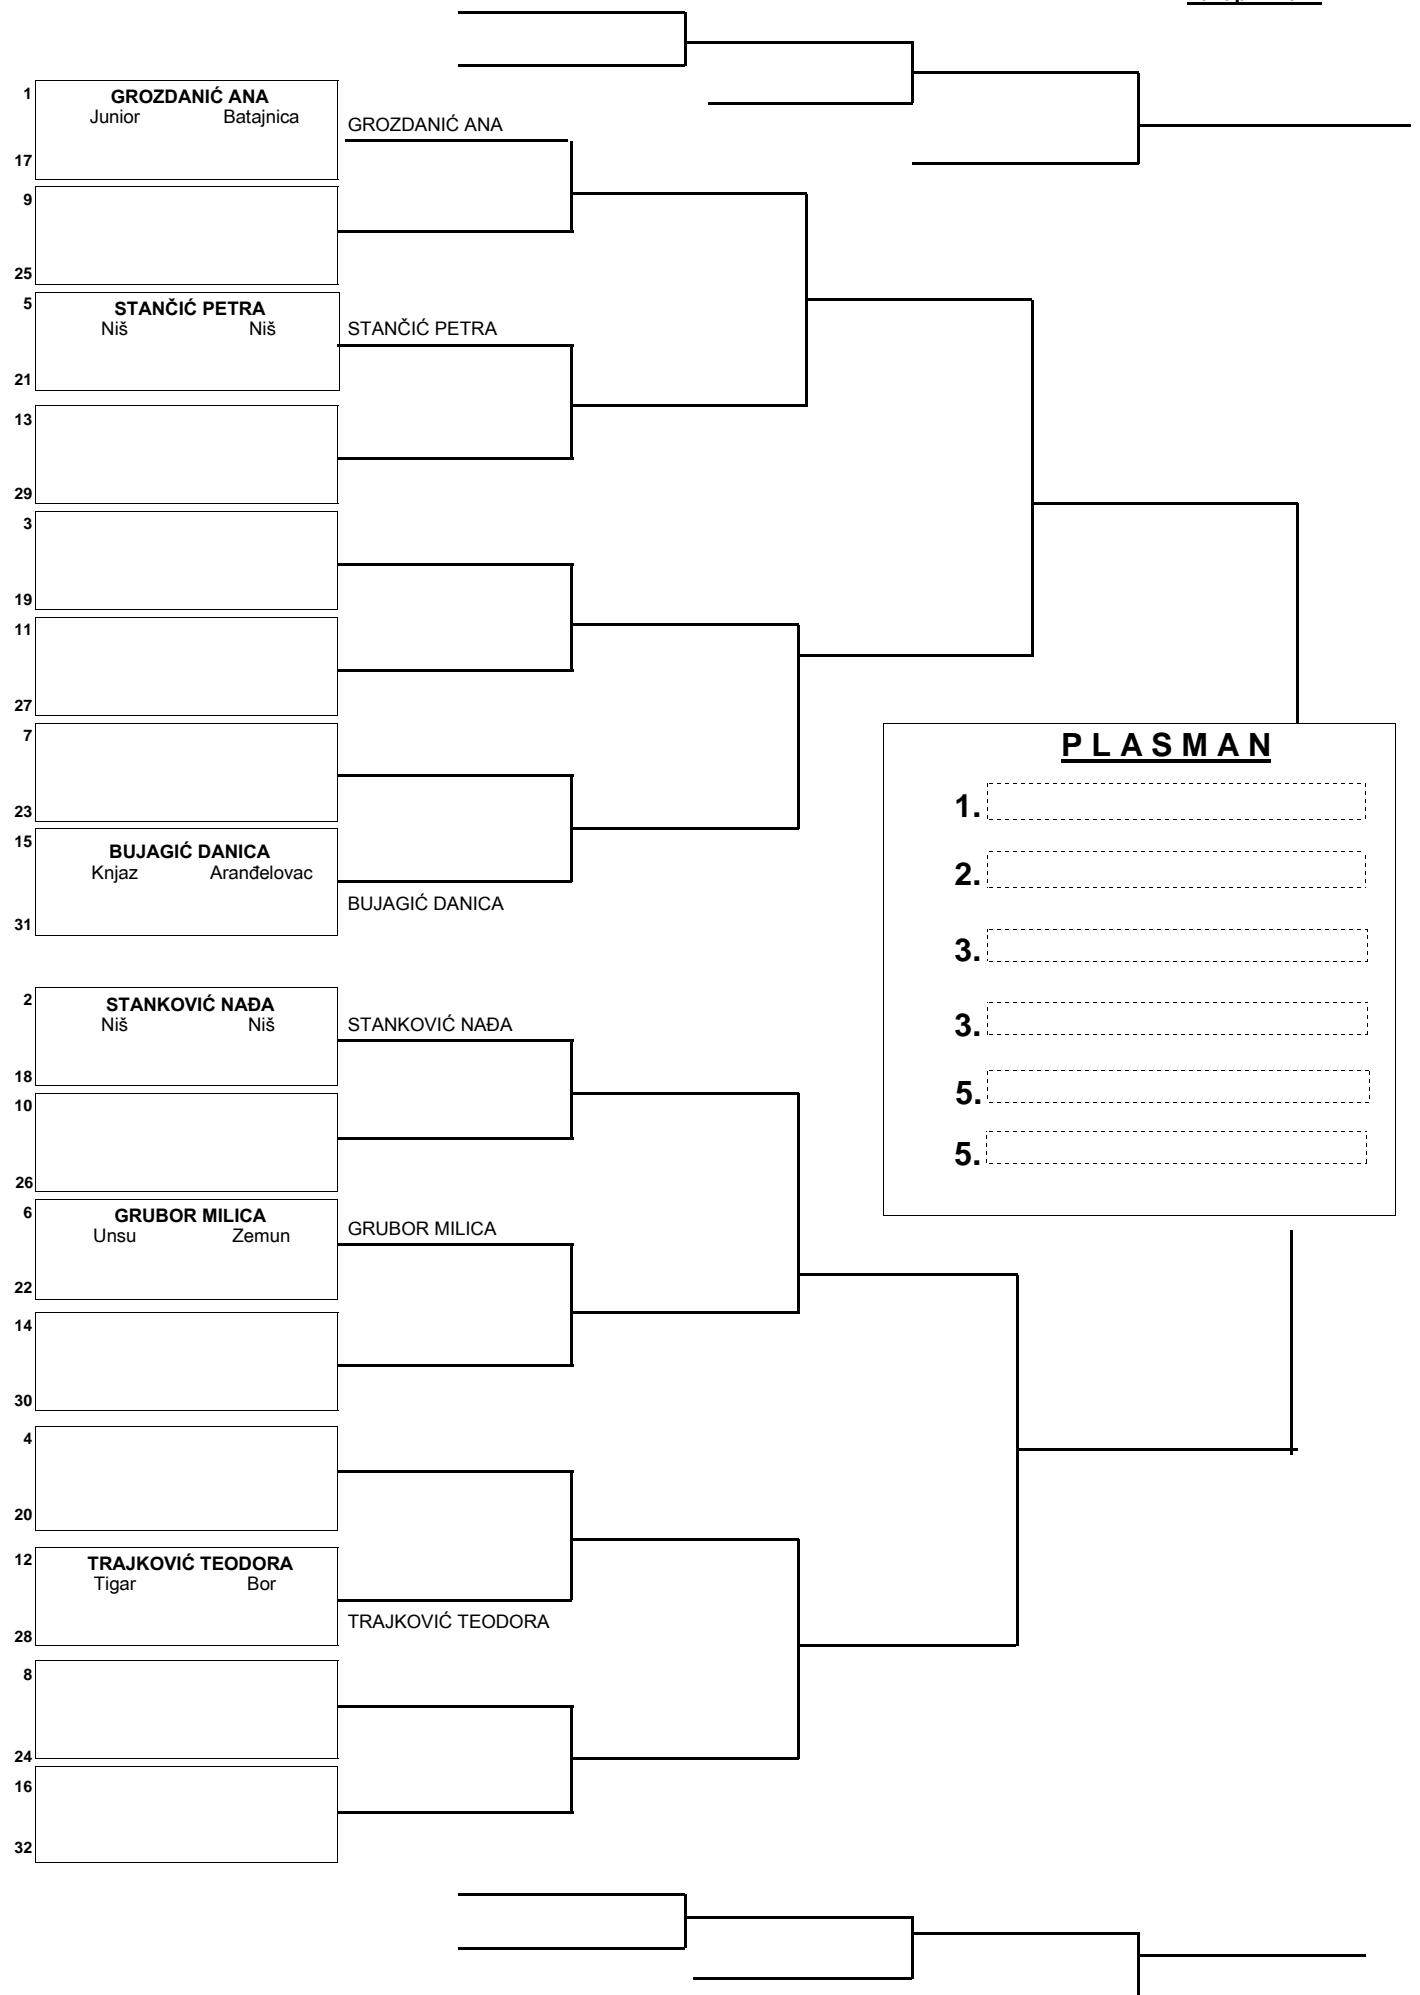 1
GROZDANIĆ ANA
Junior Batajnica
GROZDANIĆ ANA
17
9
25
5
STANČIĆ PETRA
Niš Niš
STANČIĆ PETRA
21
13
29
3
19
11
27
7
23
15
BUJAGIĆ DANICA
Knjaz Aranđelovac
BUJAGIĆ DANICA
31
PLASMAN
1.
2.
3.
3.
5.
5.
2
STANKOVIĆ NAĐA
Niš Niš
STANKOVIĆ NAĐA
18
10
26
6
GRUBOR MILICA
Unsu Zemun
GRUBOR MILICA
22
14
30
4
20
12
TRAJKOVIĆ TEODORA
Tigar Bor
TRAJKOVIĆ TEODORA
28
8
24
16
32